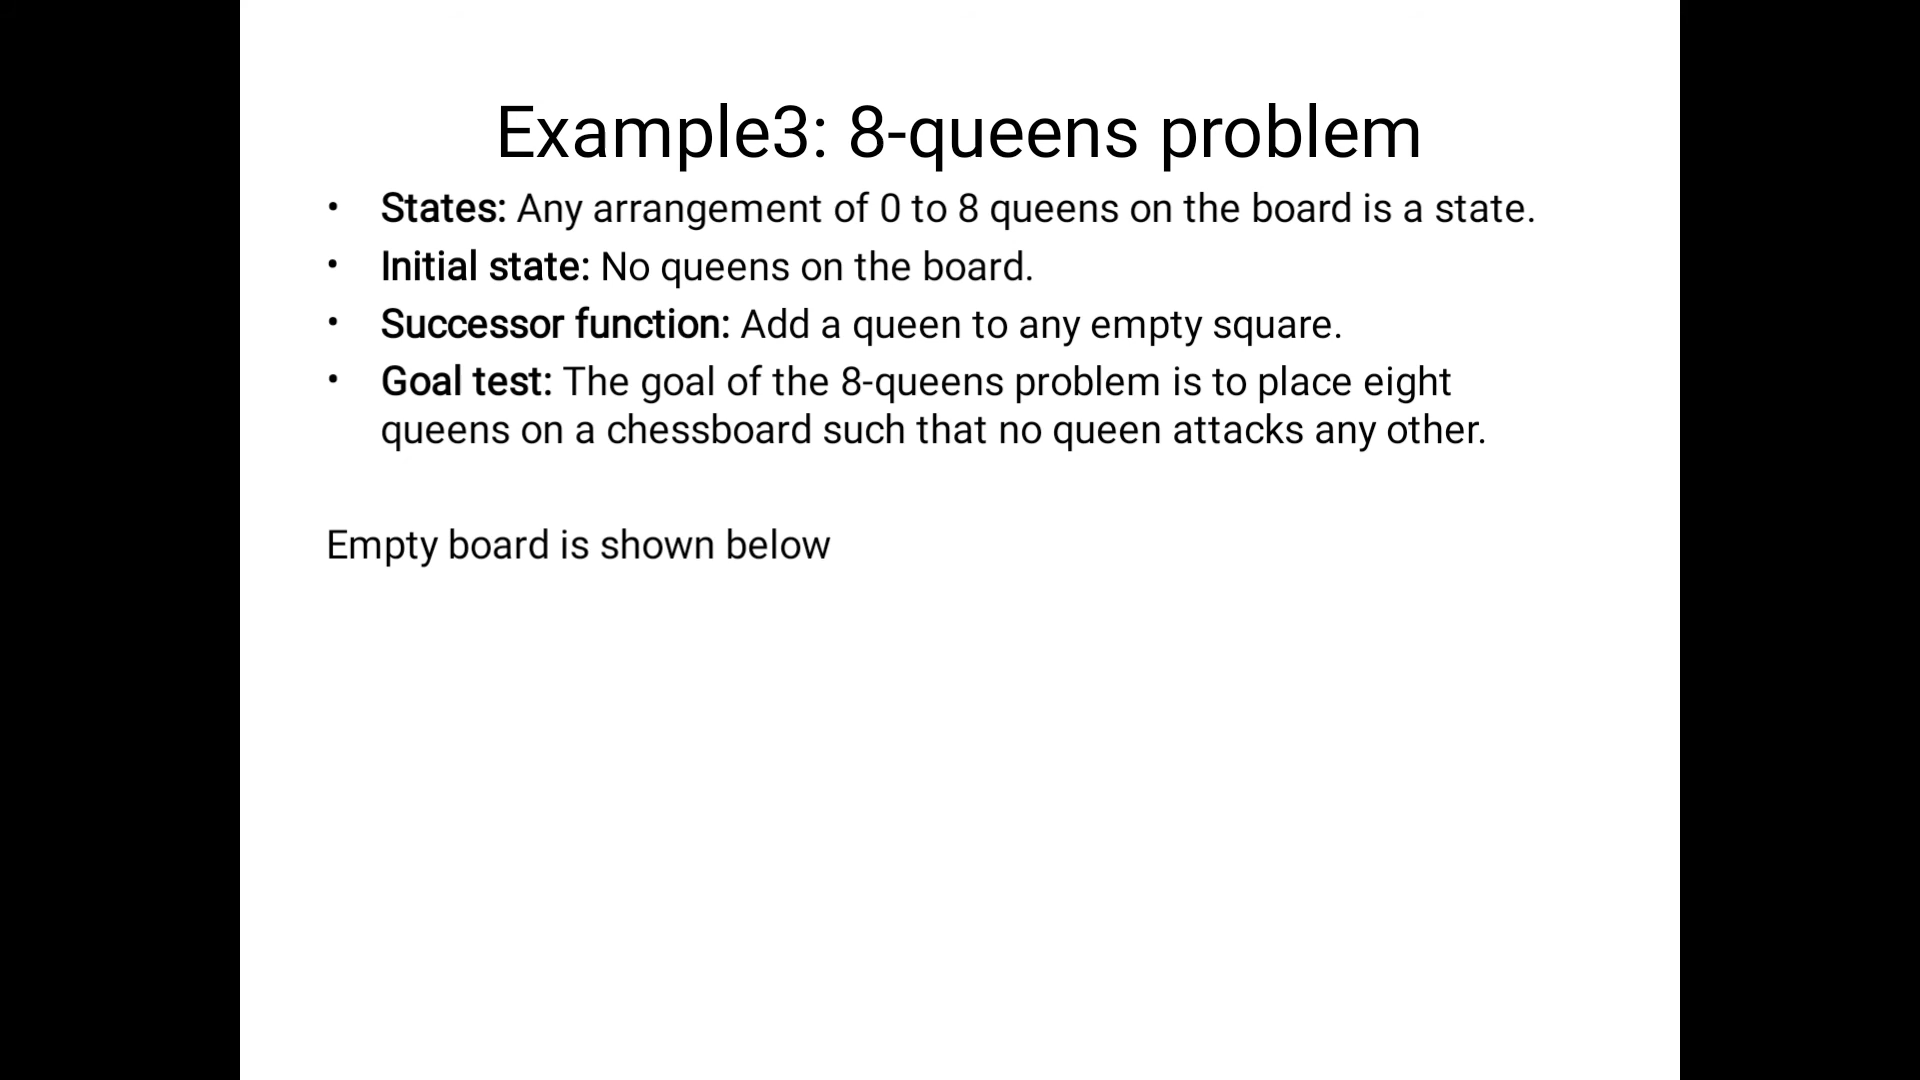 Example3: 8-queens problem
• States: Any arrangement of 0 to 8 queens on the board is a state.
• Initial state: No queens on the board.
• Successor function: Add a queen to any empty square.
• Goal test: The goal of the 8-queens problem is to place eight
queens on a chessboard such that no queen attacks any other.
Empty board is shown below